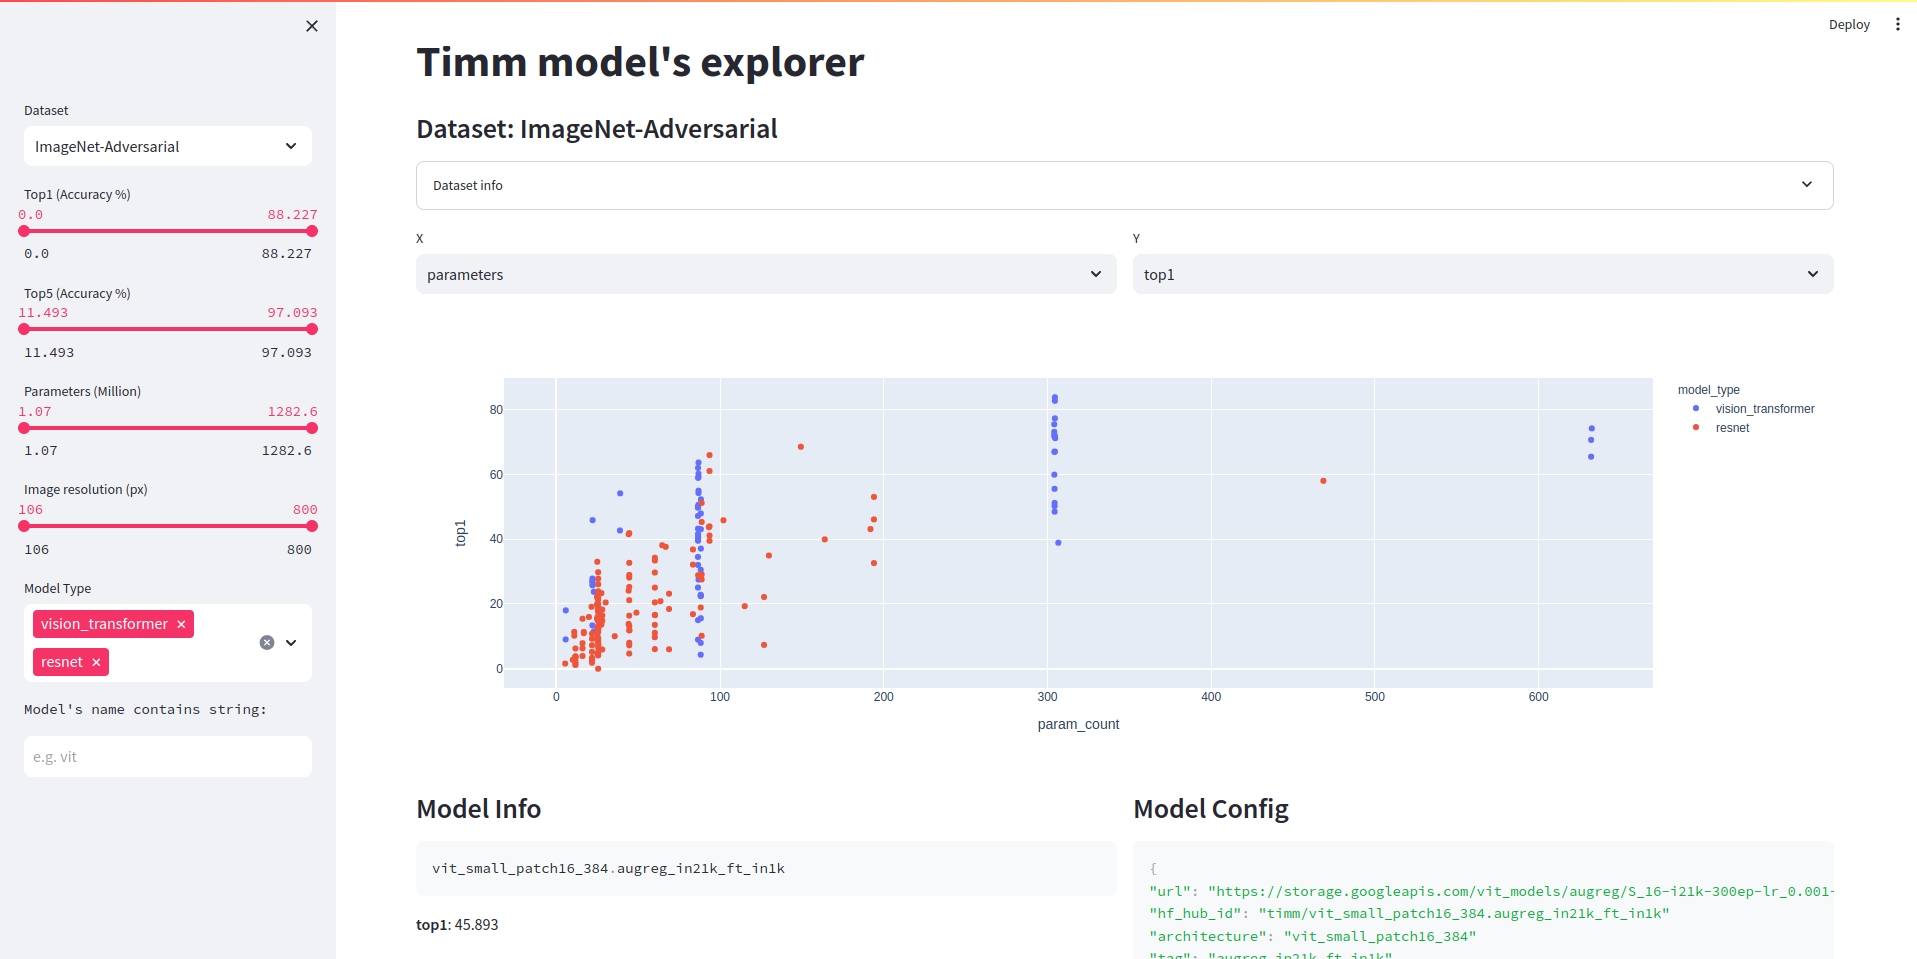 Deploy
Dataset
ImageNet-Adversarial
Top1 (Accuracy %)
0.0 88.227
0.0 88.227
Top5 (Accuracy %)
11.493 97.093
11.493 97.093
Parameters (Million)
1.07 1282.6
1.07 1282.6
Image resolution (px)
106 800
106 800
Model Type
vision_transformer
resnet
Model's name contains string:
e.g. vit
Timm model's explorer
Dataset: ImageNet-Adversarial
Dataset info
X
parameters
Y
top1
80
60
40
20
0
top1
0 100 200 300 400 500 600
param_count
model_type
vision_transformer
resnet
Model Info
vit_small_patch16_384.augreg_in21k_ft_in1k
top1: 45.893
Model Config
{
"url": "https://storage.googleapis.com/vit_models/augreg/S_16-i21k-300ep-lr_0.001-
"hf_hub_id": "timm/vit_small_patch16_384.augreg_in21k_ft_in1k"
"architecture": "vit_small_patch16_384"
"tag": "augreg_in21k_ft_in1k"